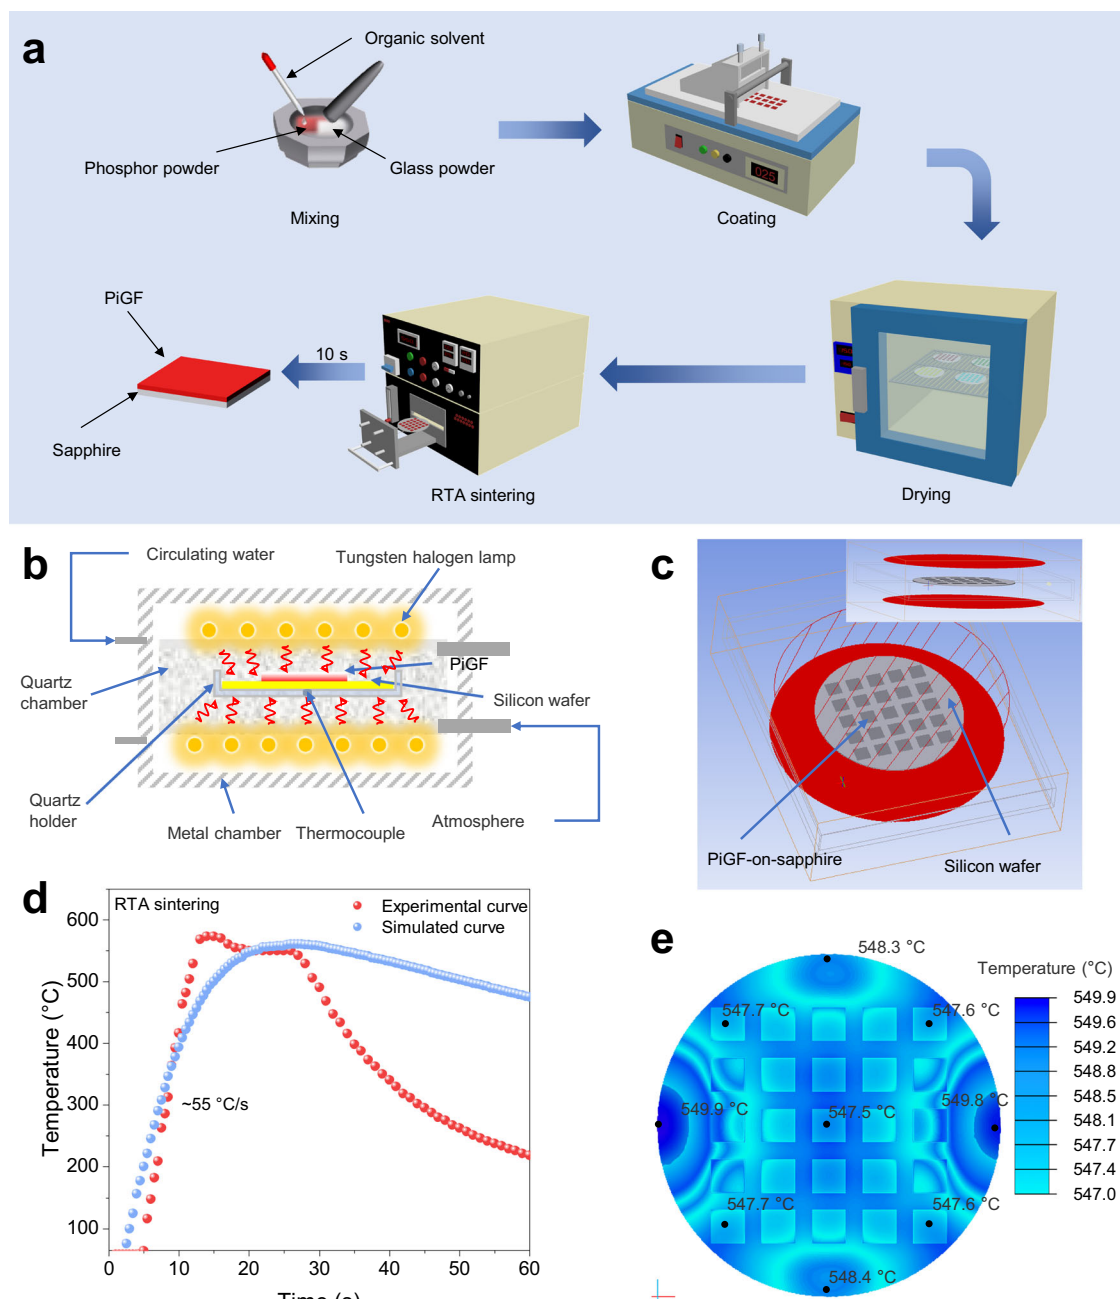 a
Organic solvent
Phosphor powder
Glass powder
Mixing
025
Coating
PiGF
10 s
Sapphire
RTA sintering
Drying
b
Circulating water
Tungsten halogen lamp
PiGF
Quartz
chamber
Silicon wafer
Quartz
holder
Metal chamber
Thermocouple
Atmosphere
c
PiGF-on-sapphire
Silicon wafer
d
RTA sintering
Experimental curve
Simulated curve
~55 °C/s
Temperature (°C)
600
500
400
300
200
100
0
10
20
30
40
50
60
Time (s)
e
548.3 °C
Temperature (°C)
547.7 °C
547.6 °C
549.9 °C
547.5 °C
549.8 °C
547.7 °C
547.6 °C
548.4 °C
549.9
549.6
549.2
548.8
548.5
548.1
547.7
547.4
547.0